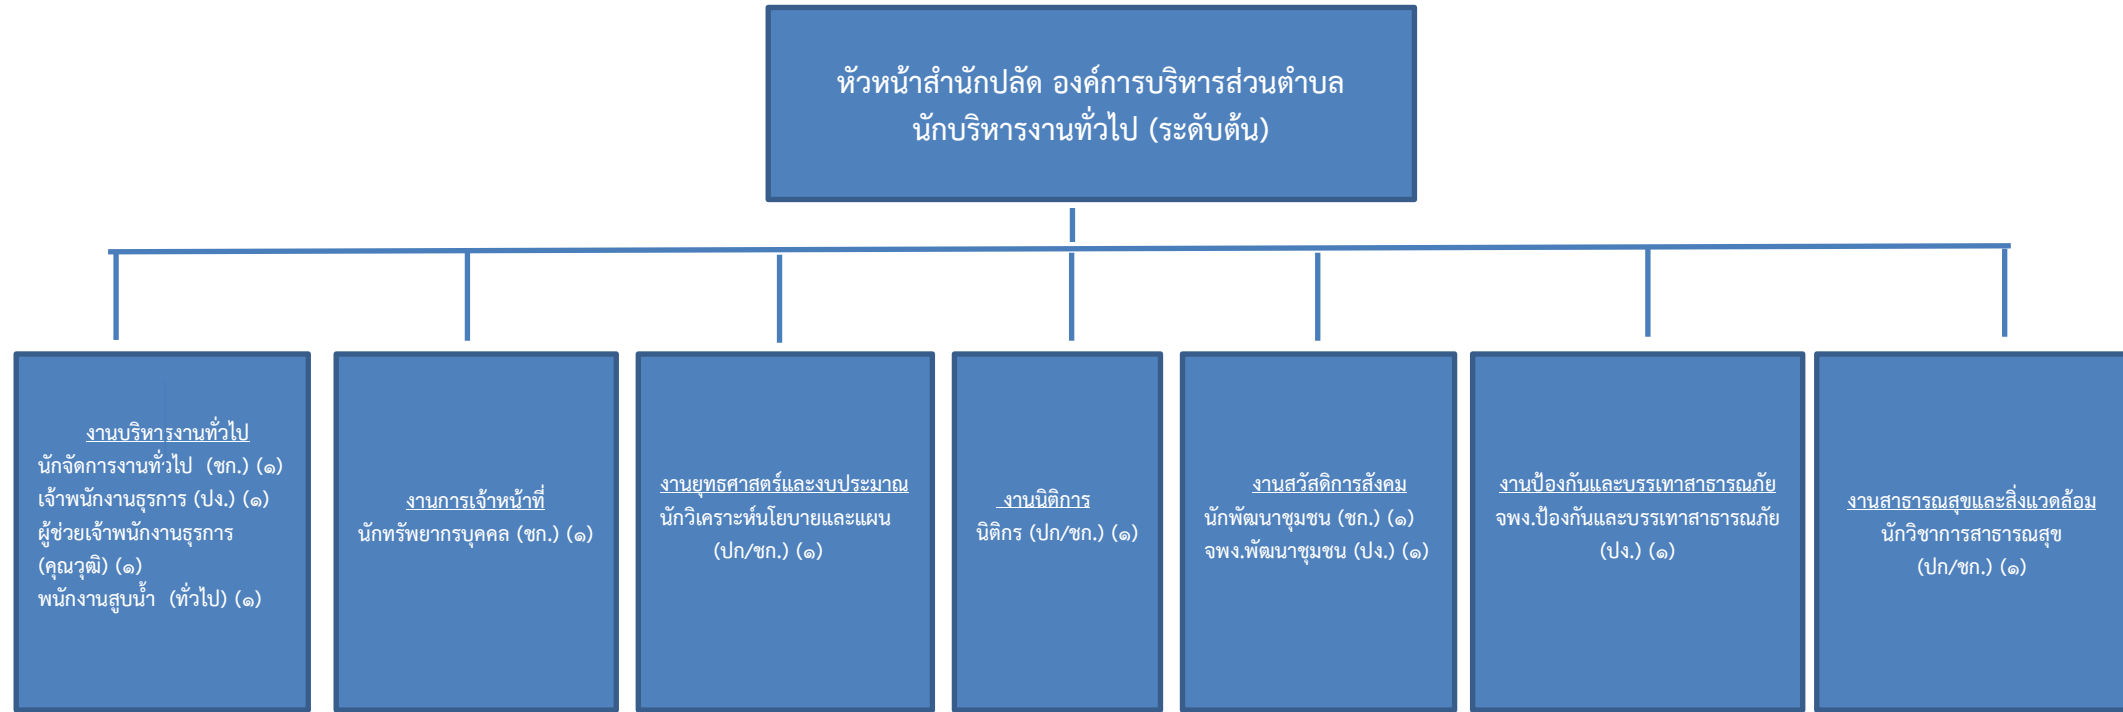 หัวหน้าสำนักปลัด องค์การบริหารส่วนตำบล
นักบริหารงานทั่วไป (ระดับต้น)
งานบริหารงานทั่วไป
นักจัดการงานทั่วไป (ชก.) (๑)
เจ้าพนักงานธุรการ (ปง.) (๑)
ผู้ช่วยเจ้าพนักงานธุรการ
(คุณวุฒิ) (๑)
พนักงานสูบน้ำ (ทั่วไป) (๑)
งานการเจ้าหน้าที่
นักทรัพยากรบุคคล (ชก.) (๑)
งานยุทธศาสตร์และงบประมาณ
นักวิเคราะห์นโยบายและแผน
(ปก/ชก.) (๑)
งานนิติการ
นิติกร (ปก/ชก.) (๑)
งานสวัสดิการสังคม
นักพัฒนาชุมชน (ชก.) (๑)
จพง.พัฒนาชุมชน (ปง.) (๑)
งานป้องกันและบรรเทาสาธารณภัย
จพง.ป้องกันและบรรเทาสาธารณภัย
(ปง.) (๑)
งานสาธารณสุขและสิ่งแวดล้อม
นักวิชาการสาธารณสุข
(ปก/ชก.) (๑)